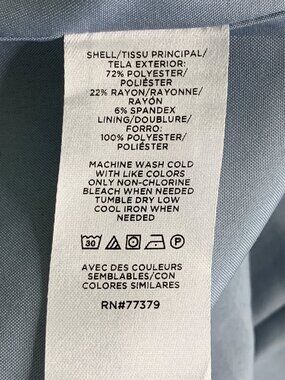 SHELL/TISSU PRINCIPAL/
TELA EXTERIOR:
72% POLYESTER/
POLIÉSTER
22% RAYON/RAYONNE/
RAYÓN
6% SPANDEX
LINING/DOUBLURE/
FORRO:
100% POLYESTER/
POLIÉSTER
MACHINE WASH COLD
WITH LIKE COLORS
ONLY NON-CHLORINE
BLEACH WHEN NEEDED
TUMBLE DRY LOW
COOL IRON WHEN
NEEDED
30 P
AVEC DES COULEURS
SEMBLABLES/CON
COLORES SIMILARES
RN#77379